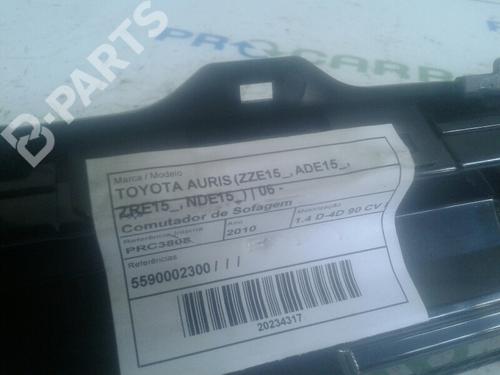 PROCARP
B-PARTS
Marca / Modelo
TOYOTA AURIS (ZZE15_, ADE15_,
ZRE15_, NDE15_) | 06 -
Comutador de Sofagem
Referência Interna
Ano
Motorização
PRC3808
2010
1.4 D-4D 90 CV
Referências
5590002300 / / /
20234317